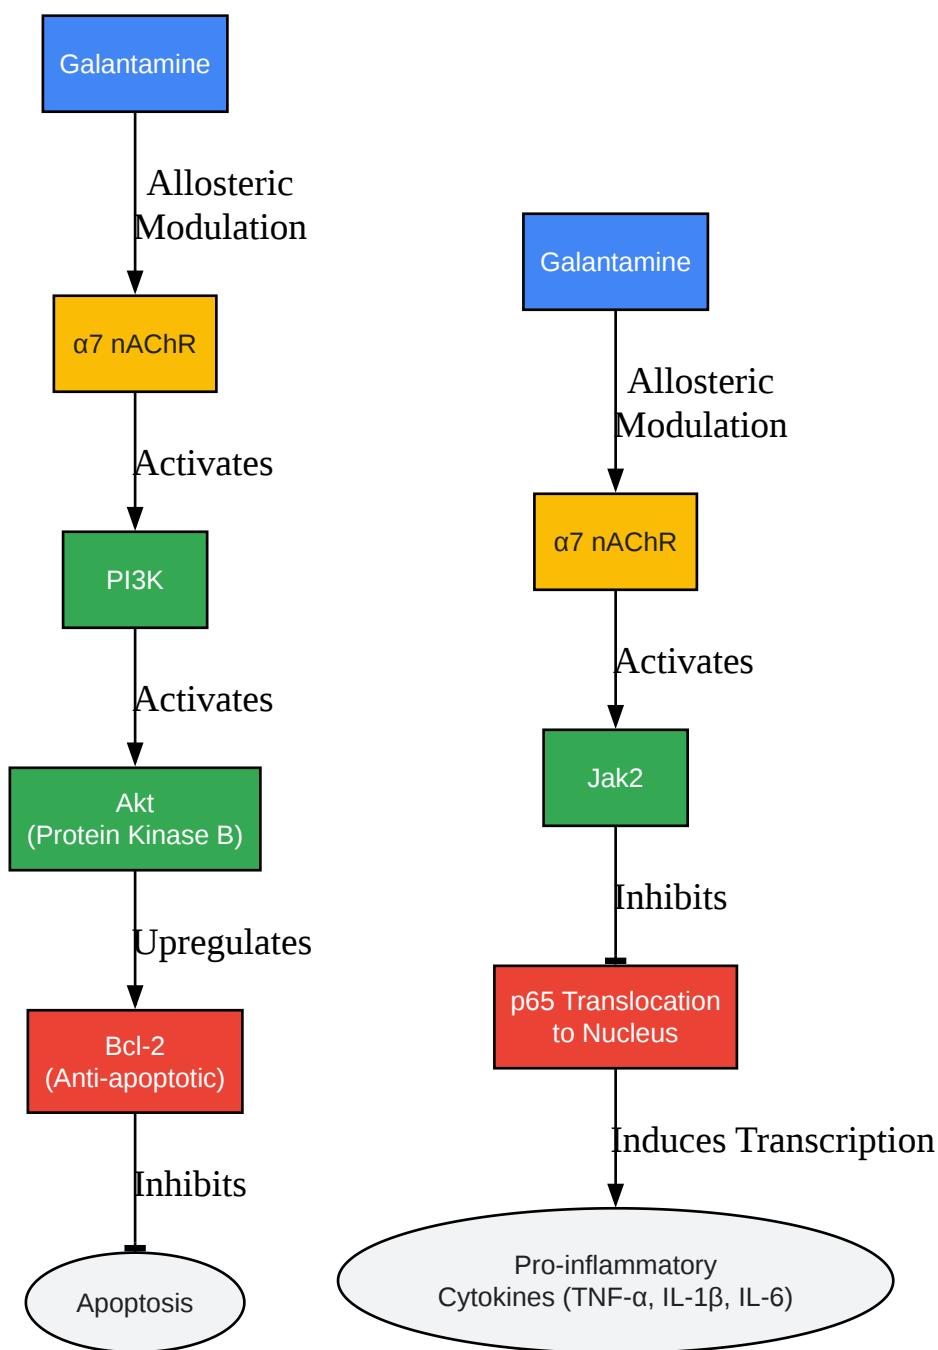 Galantamine
Allosteric
Modulation
α7 nAChR
Activates
PI3K
Activates
Akt
(Protein Kinase B)
Upregulates
Bcl-2
(Anti-apoptotic)
Inhibits
Apoptosis
Galantamine
Allosteric
Modulation
α7 nAChR
Activates
Jak2
Inhibits
p65 Translocation
to Nucleus
Induces Transcription
Pro-inflammatory
Cytokines (TNF-α, IL-1β, IL-6)